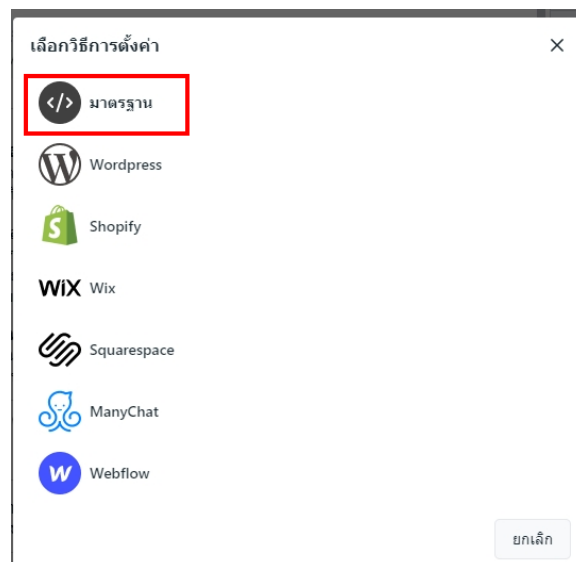 เลือกวิธีการตั้งค่า
</> มาตรฐาน
Wordpress
Shopify
WiX Wix
Squarespace
ManyChat
Webflow
ยกเลิก